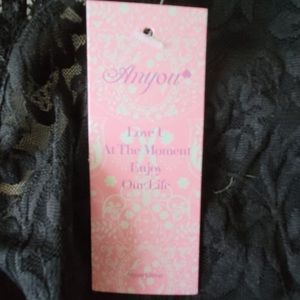 Anyou
Love U
At The Moment
Enjoy
Our Life